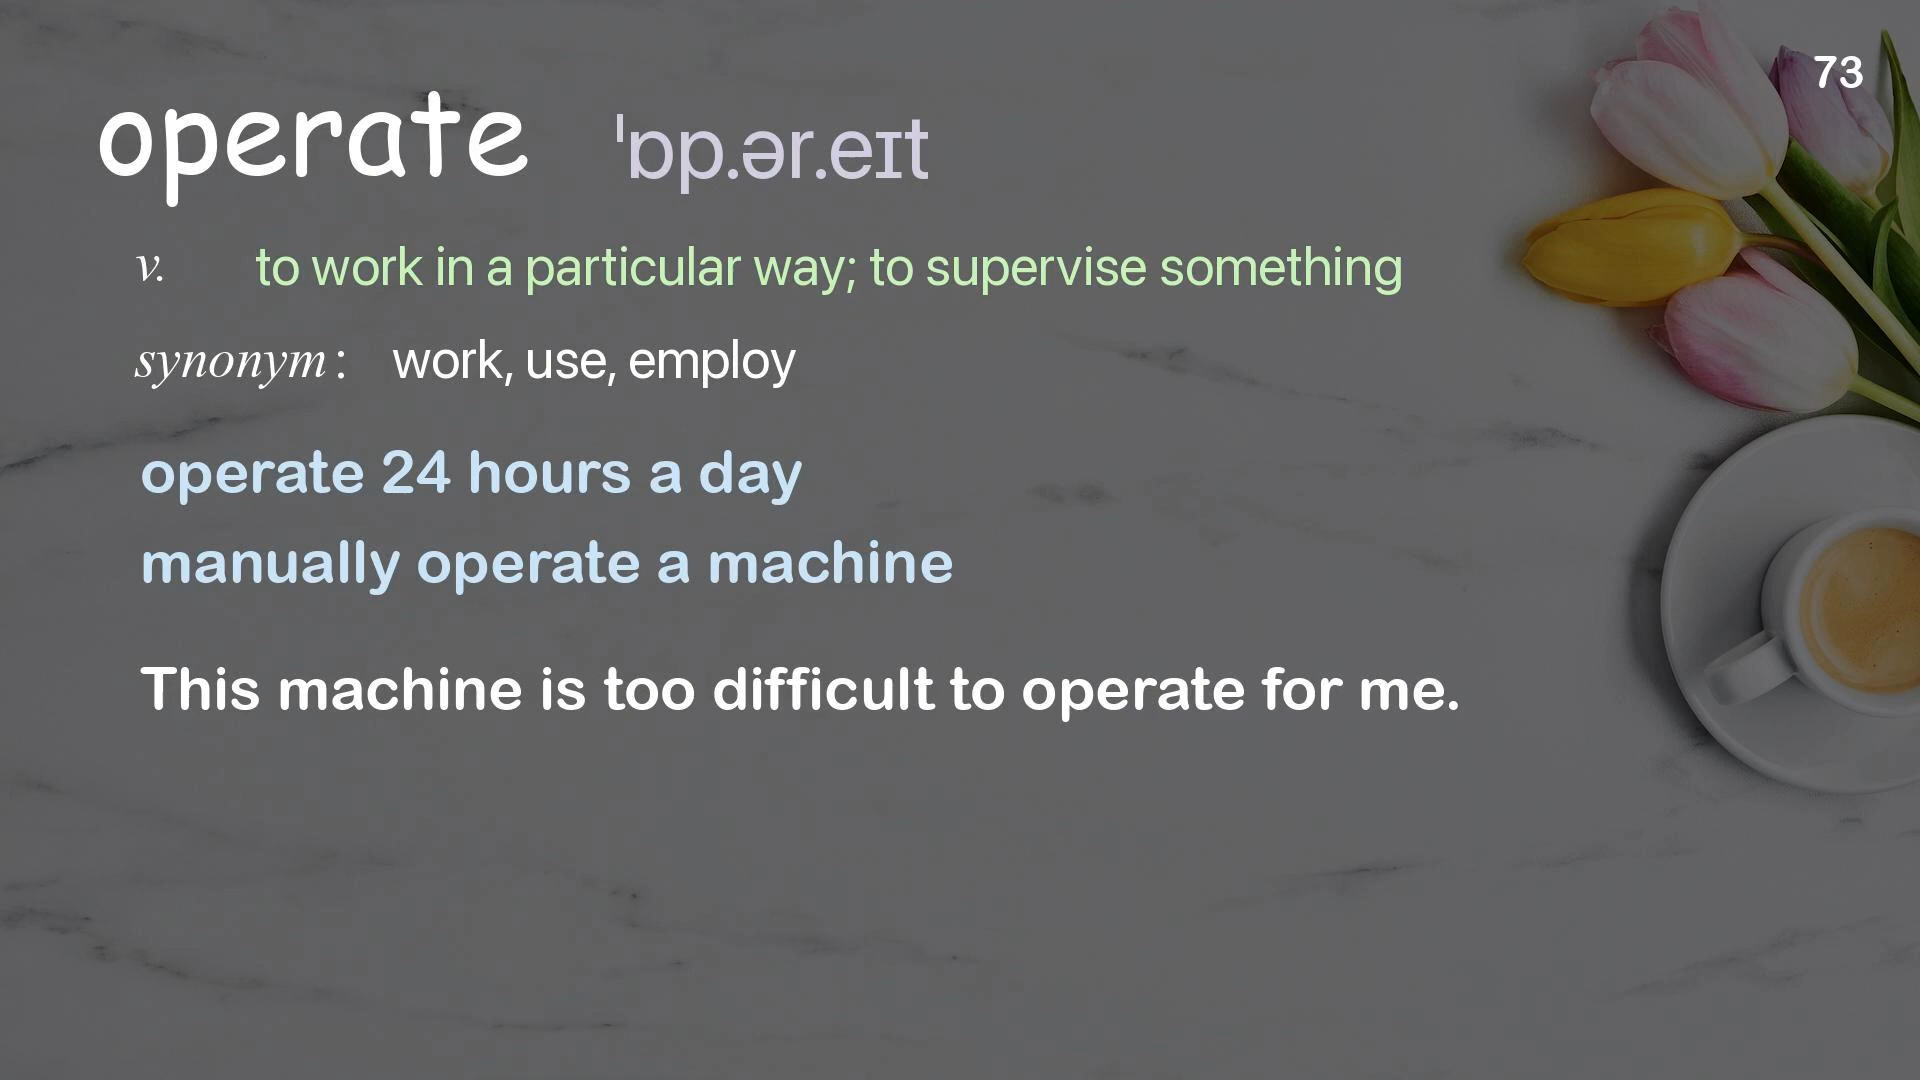 73
operate ˈɒp.ər.eɪt
v. to work in a particular way; to supervise something
synonym : work, use, employ
operate 24 hours a day
manually operate a machine
This machine is too difficult to operate for me.